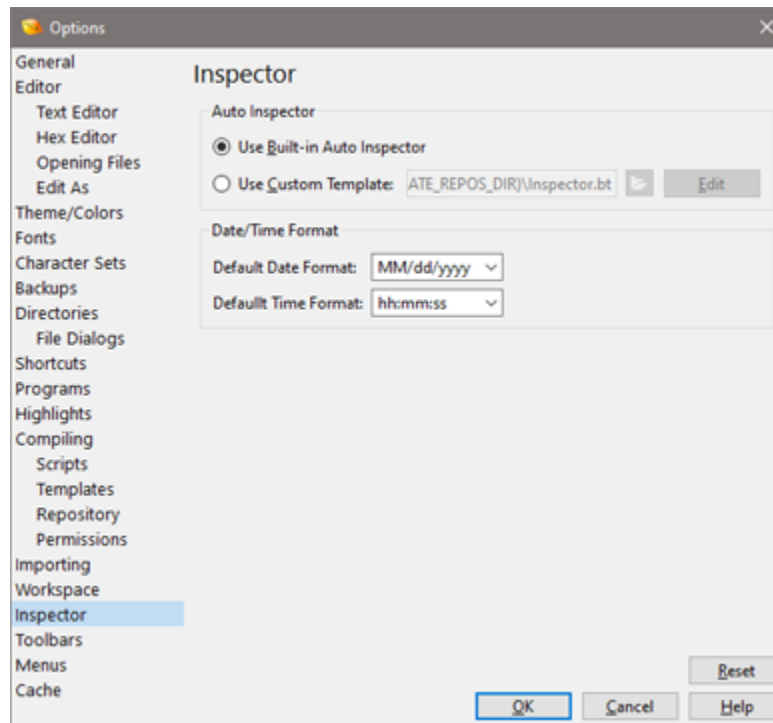 Options
General
Editor
Text Editor
Hex Editor
Opening Files
Edit As
Theme/Colors
Fonts
Character Sets
Backups
Directories
File Dialogs
Shortcuts
Programs
Highlights
Compiling
Scripts
Templates
Repository
Permissions
Importing
Workspace
Inspector
Toolbars
Menus
Cache
Inspector
Auto Inspector
Use Built-in Auto Inspector
Use Custom Template: ATE_REPOS_DIR)\Inspector.bt Edit
Date/Time Format
Default Date Format: MM/dd/yyyy
Defaullt Time Format: hh:mm:ss
Reset
OK Cancel Help